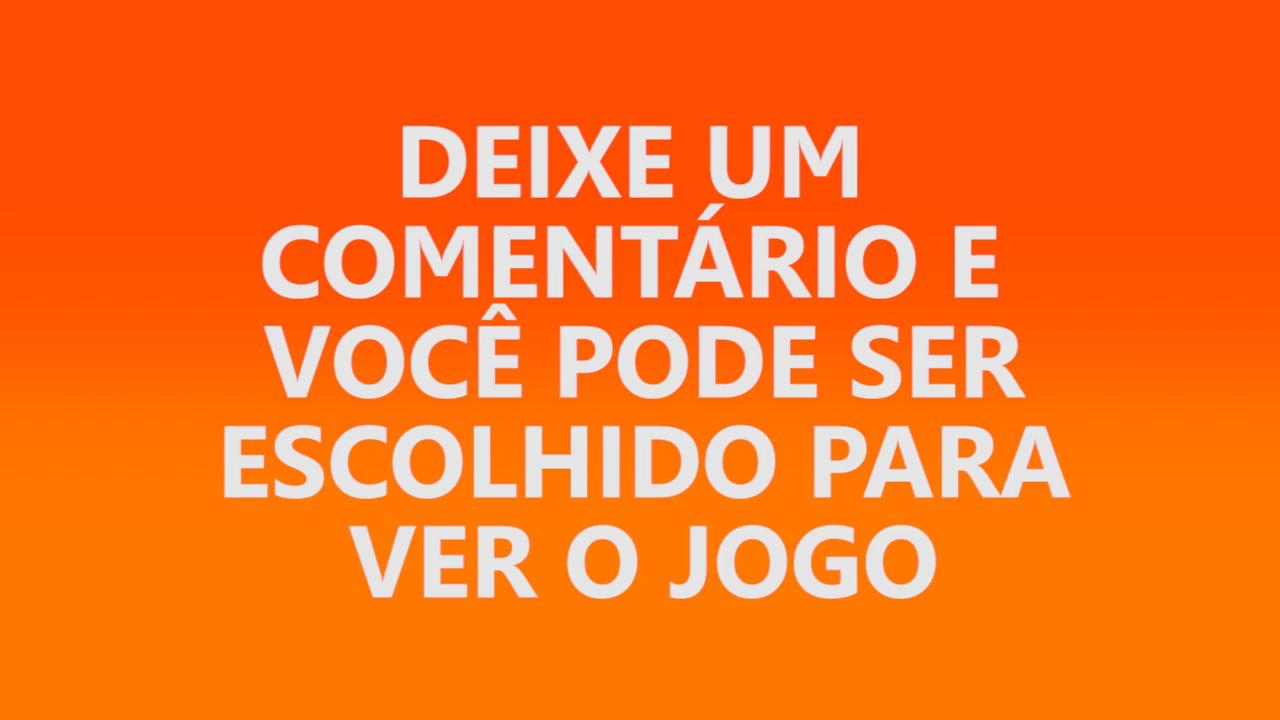 DEIXE UM
COMENTÁRIO E
VOCÊ PODE SER
ESCOLHIDO PARA
VER O JOGO